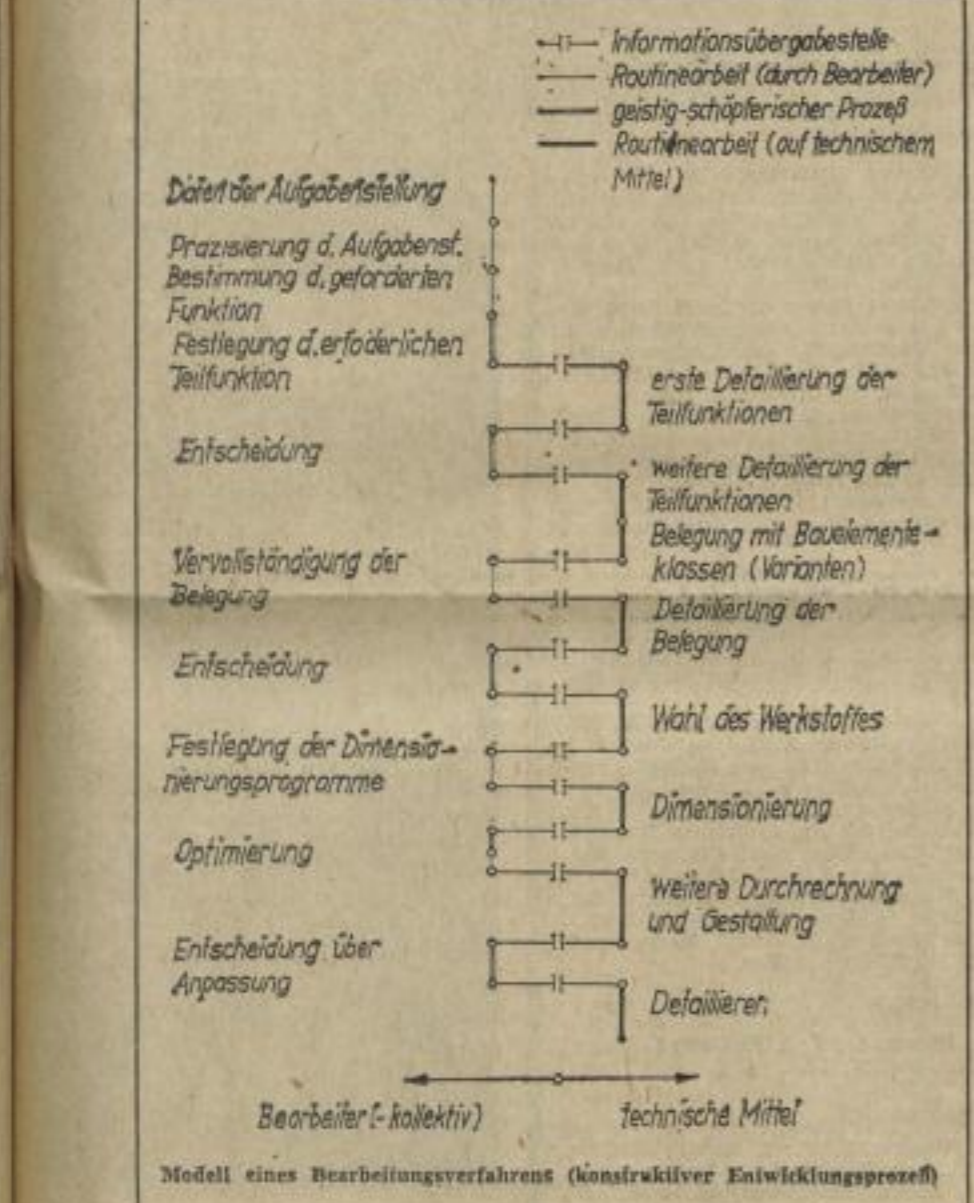 Informationsübergabestelle
Routinearbeit (durch Bearbeiter)
geistig-schöpferischer Prozeß
Routinearbeit (auf technischem
Mittel)
Daten der Aufgabenstellung
Präzisierung d. Aufgabenst.
Bestimmung d. geforderten
Funktion
Festlegung d. erfoderlichen
Teilfunktion
erste Detaillierung der
Teilfunktionen
Entscheidung
weitere Detaillierung der
Teilfunktionen
Belegung mit Bauelemente-
klassen (Varianten)
Vervollständigung der
Belegung
Detaillierung der
Belegung
Entscheidung
Wahl des Werkstoffes
Festlegung der Dimensio-
nierungsprogramme
Dimensionierung
Optimierung
weitere Durchrechnung
und Gestaltung
Entscheidung über
Anpassung
Detaillieren
Bearbeiter (-kollektiv)
technische Mittel
Modell eines Bearbeitungsverfahrens (konstruktiver Entwicklungsprozeß)